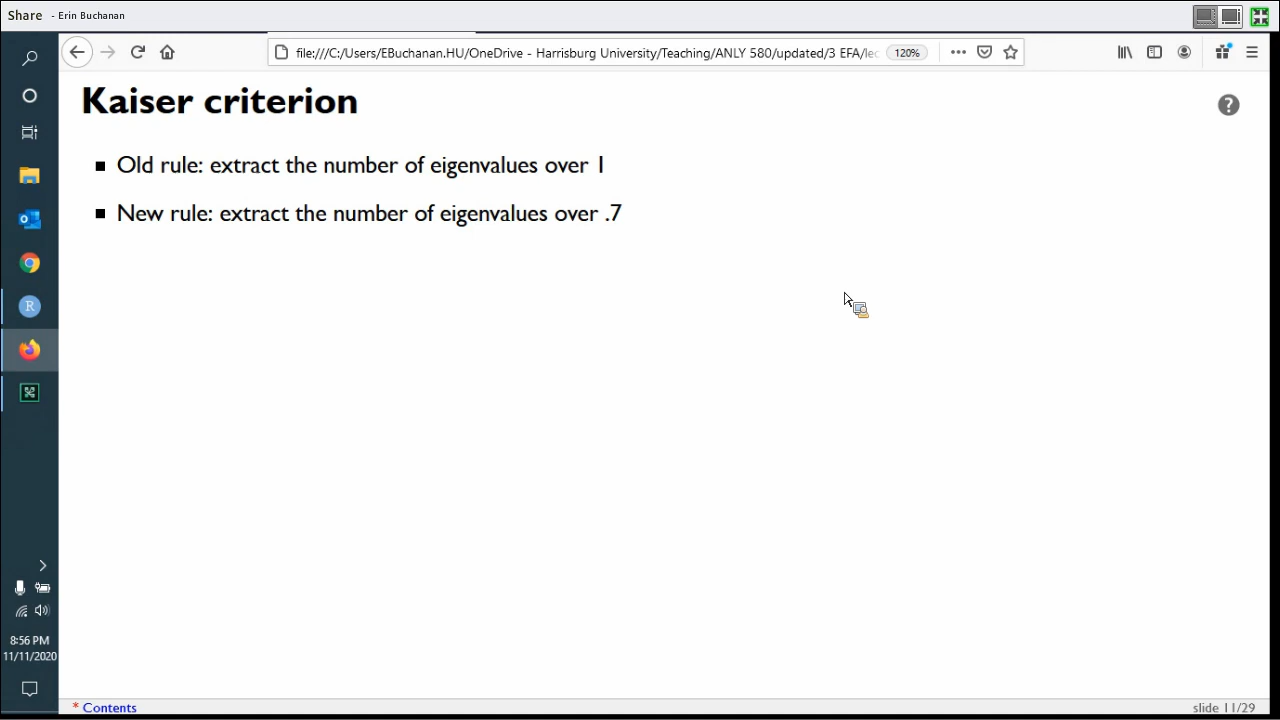 Share - Erin Buchanan
file:///C:/Users/EBuchanan.HU/OneDrive - Harrisburg University/Teaching/ANLY 580/updated/3 EFA/lec
120%
Kaiser criterion
Old rule: extract the number of eigenvalues over 1
New rule: extract the number of eigenvalues over .7
R
8:56 PM
11/11/2020
* Contents
slide 11/29